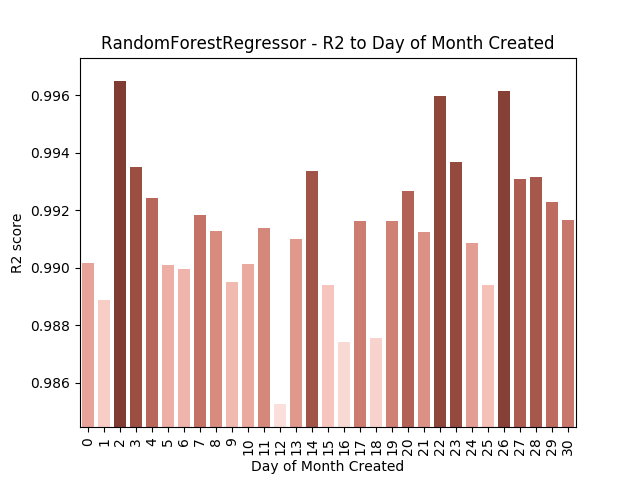 RandomForestRegressor - R2 to Day of Month Created
R2 score
0.996
0.994
0.992
0.990
0.988
0.986
0 1 2 3 4 5 6 7 8 9 10 11 12 13 14 15 16 17 18 19 20 21 22 23 24 25 26 27 28 29 30
Day of Month Created